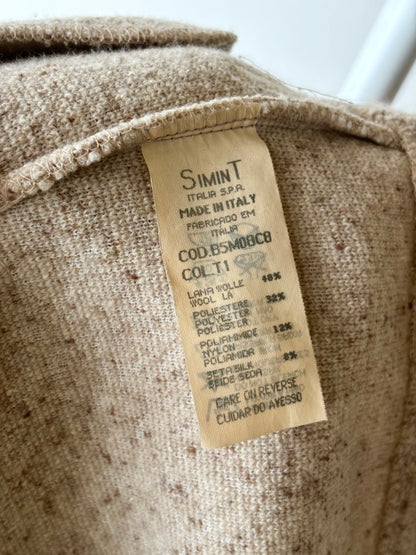 SIMINT
ITALIA S.P.A.
MADE IN ITALY
FABRICADO EM
ITALIA
COD.B5M08C8
COL.T1
LANA WOLLE 48%
WOOL LÃ
POLIESTERE 32%
POLYESTER
POLIESTER
POLIAMMIDE 12%
NYLON
POLIAMIDA
SETA SILK 8%
SEIDE SEDA
CARE ON REVERSE
CUIDAR DO AVESSO